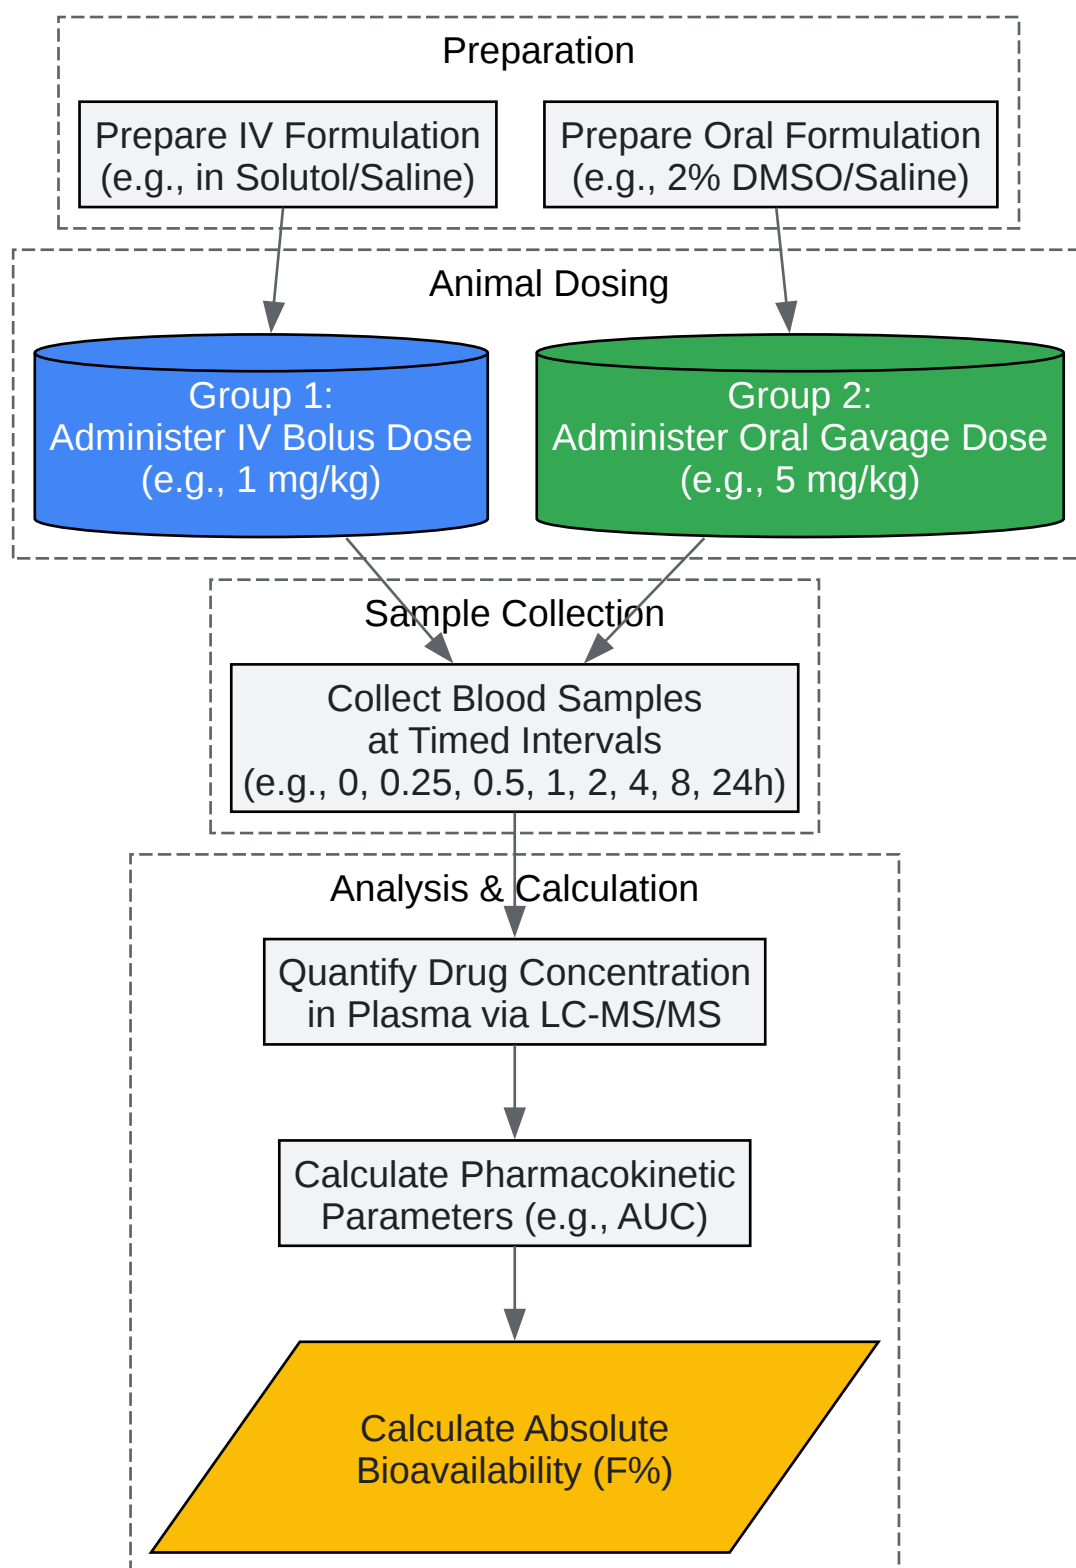 Preparation
Prepare IV Formulation
(e.g., in Solutol/Saline)
Prepare Oral Formulation
(e.g., 2% DMSO/Saline)
Animal Dosing
Group 1:
Administer IV Bolus Dose
(e.g., 1 mg/kg)
Group 2:
Administer Oral Gavage Dose
(e.g., 5 mg/kg)
Sample Collection
Collect Blood Samples
at Timed Intervals
(e.g., 0, 0.25, 0.5, 1, 2, 4, 8, 24h)
Analysis & Calculation
Quantify Drug Concentration
in Plasma via LC-MS/MS
Calculate Pharmacokinetic
Parameters (e.g., AUC)
Calculate Absolute
Bioavailability (F%)